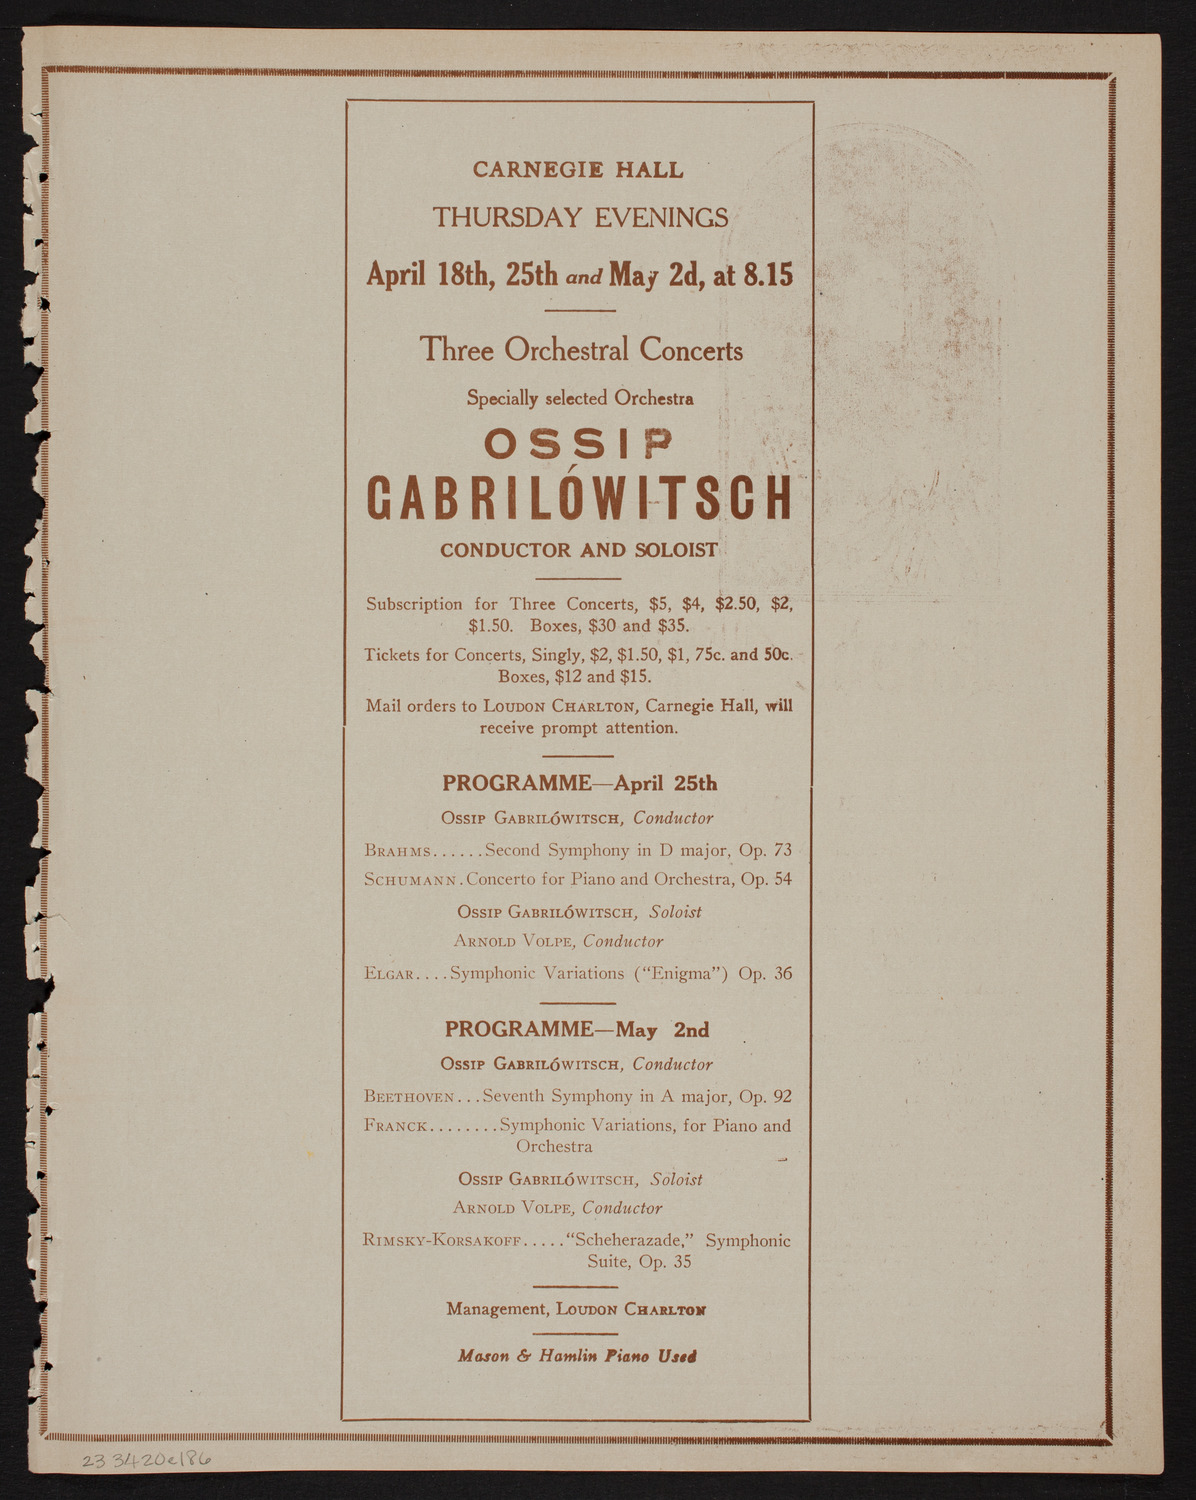 CARNEGIE HALL
THURSDAY EVENINGS
April 18th, 25th and May 2d, at 8.15
Three Orchestral Concerts
Specially selected Orchestra
OSSIP
GABRILÓWITSCH
CONDUCTOR AND SOLOIST
Subscription for Three Concerts, $5, $4, $2.50, $2,
$1.50. Boxes, $30 and $35.
Tickets for Concerts, Singly, $2, $1.50, $1, 75c. and 50c.
Boxes, $12 and $15.
Mail orders to LOUDON CHARLTON, Carnegie Hall, will
receive prompt attention.
PROGRAMME—April 25th
OSSIP GABRILÓWITSCH, Conductor
BRAHMS......Second Symphony in D major, Op. 73
SCHUMANN.Concerto for Piano and Orchestra, Op. 54
OSSIP GABRILÓWITSCH, Soloist
ARNOLD VOLPE, Conductor
ELGAR....Symphonic Variations ("Enigma") Op. 36
PROGRAMME—May 2nd
OSSIP GABRILÓWITSCH, Conductor
BEETHOVEN...Seventh Symphony in A major, Op. 92
FRANCK........Symphonic Variations, for Piano and
Orchestra
OSSIP GABRILÓWITSCH, Soloist
ARNOLD VOLPE, Conductor
RIMSKY-KORSAKOFF....."Scheherazade," Symphonic
Suite, Op. 35
Management, LOUDON CHARLTON
Mason & Hamlin Piano Used
233420e186